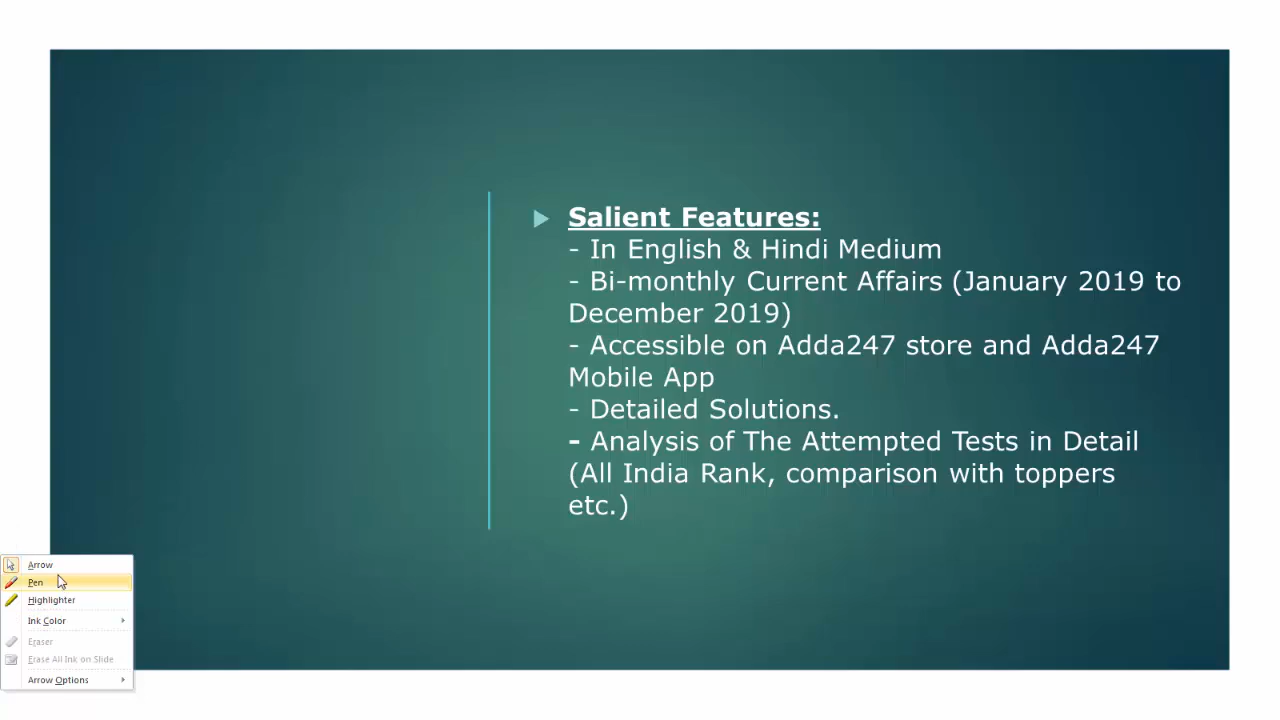 Salient Features:
- In English & Hindi Medium
- Bi-monthly Current Affairs (January 2019 to
December 2019)
- Accessible on Adda247 store and Adda247
Mobile App
- Detailed Solutions.
- Analysis of The Attempted Tests in Detail
(All India Rank, comparison with toppers
etc.)
Arrow
Pen
Highlighter
Ink Color
Eraser
Erase All Ink on Slide
Arrow Options